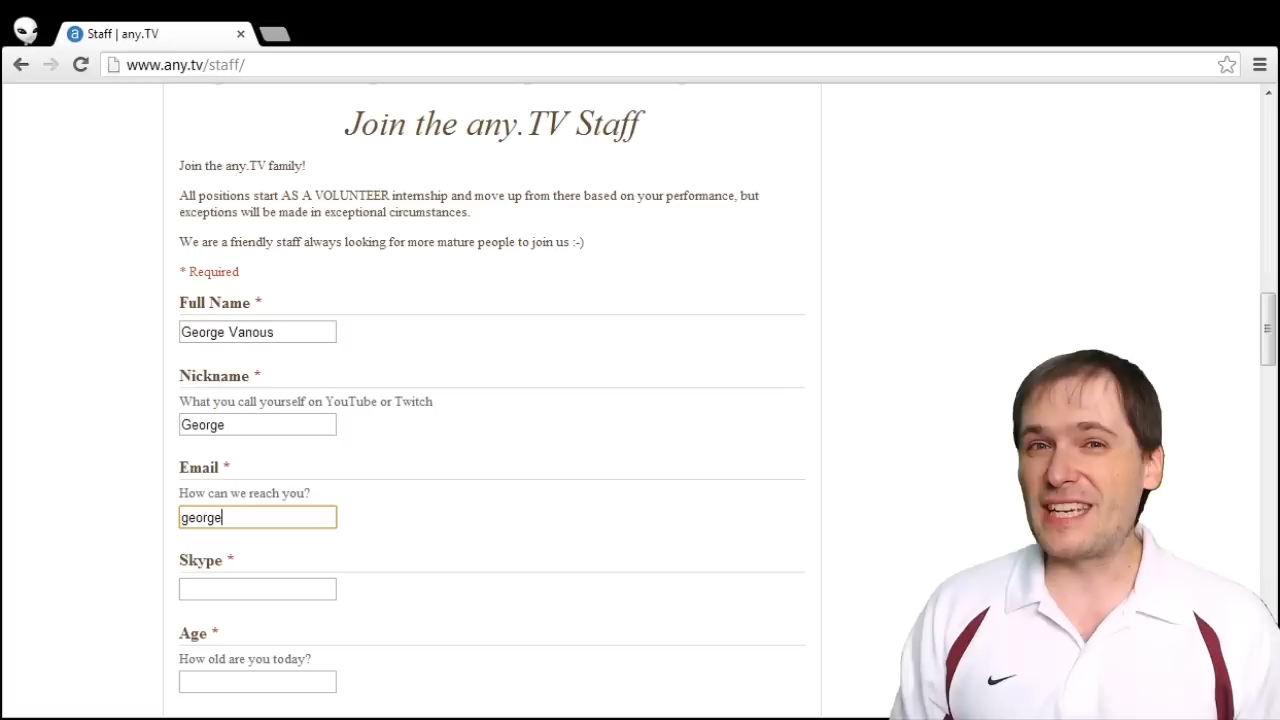 Staff | any.TV
www.any.tv/staff/
Join the any.TV Staff
Join the any.TV family!
All positions start AS A VOLUNTEER internship and move up from there based on your performance, but
exceptions will be made in exceptional circumstances.
We are a friendly staff always looking for more mature people to join us :-)
* Required
Full Name *
George Vanous
Nickname *
What you call yourself on YouTube or Twitch
George
Email *
How can we reach you?
george
Skype *
Age *
How old are you today?